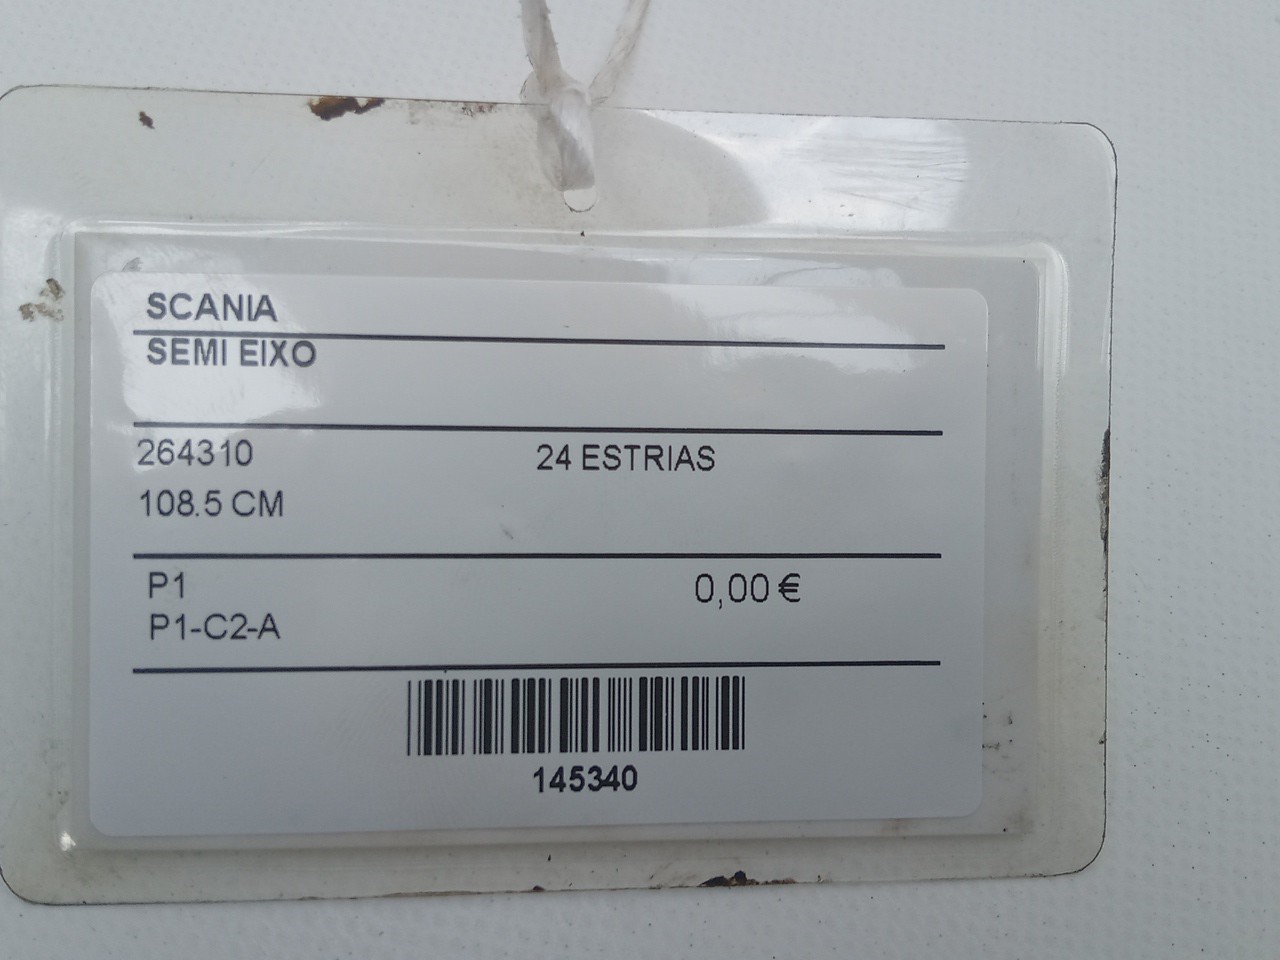 SCANIA
SEMI EIXO
264310 24 ESTRIAS
108.5 CM
P1 0,00 €
P1-C2-A
145340